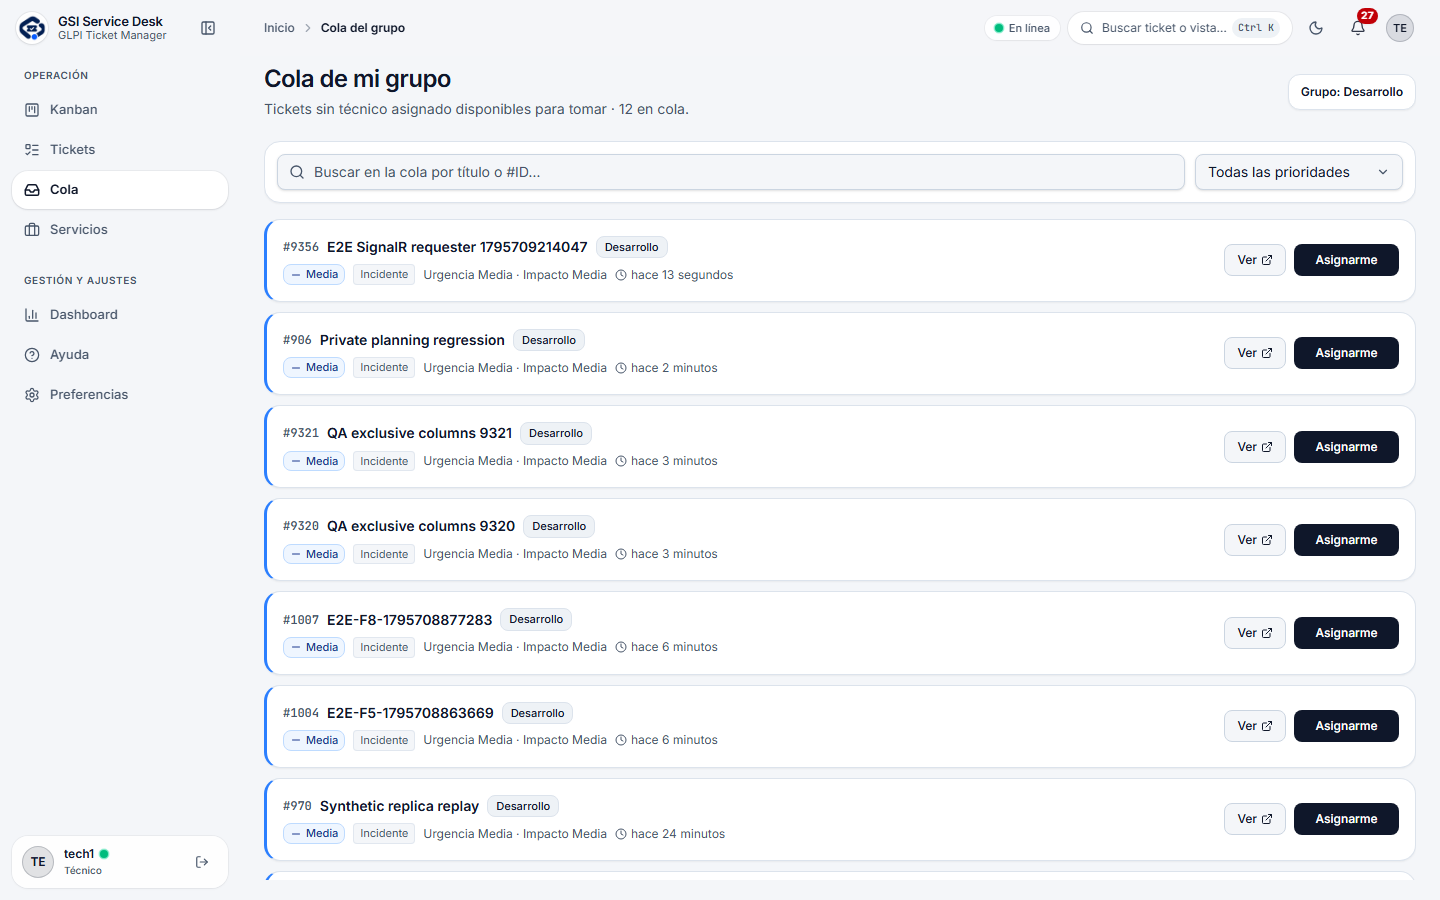 GSI Service Desk
GLPI Ticket Manager
OPERACIÓN
Kanban
Tickets
Cola
Servicios
GESTIÓN Y AJUSTES
Dashboard
Ayuda
Preferencias
TE
tech1
Técnico
Inicio > Cola del grupo
En línea
Buscar ticket o vista... Ctrl K
27
TE
Cola de mi grupo
Tickets sin técnico asignado disponibles para tomar · 12 en cola.
Grupo: Desarrollo
Buscar en la cola por título o #ID...
Todas las prioridades
#9356 E2E SignalR requester 1795709214047 Desarrollo
Media Incidente Urgencia Media · Impacto Media hace 13 segundos
Ver Asignarme
#906 Private planning regression Desarrollo
Media Incidente Urgencia Media · Impacto Media hace 2 minutos
Ver Asignarme
#9321 QA exclusive columns 9321 Desarrollo
Media Incidente Urgencia Media · Impacto Media hace 3 minutos
Ver Asignarme
#9320 QA exclusive columns 9320 Desarrollo
Media Incidente Urgencia Media · Impacto Media hace 3 minutos
Ver Asignarme
#1007 E2E-F8-1795708877283 Desarrollo
Media Incidente Urgencia Media · Impacto Media hace 6 minutos
Ver Asignarme
#1004 E2E-F5-1795708863669 Desarrollo
Media Incidente Urgencia Media · Impacto Media hace 6 minutos
Ver Asignarme
#970 Synthetic replica replay Desarrollo
Media Incidente Urgencia Media · Impacto Media hace 24 minutos
Ver Asignarme